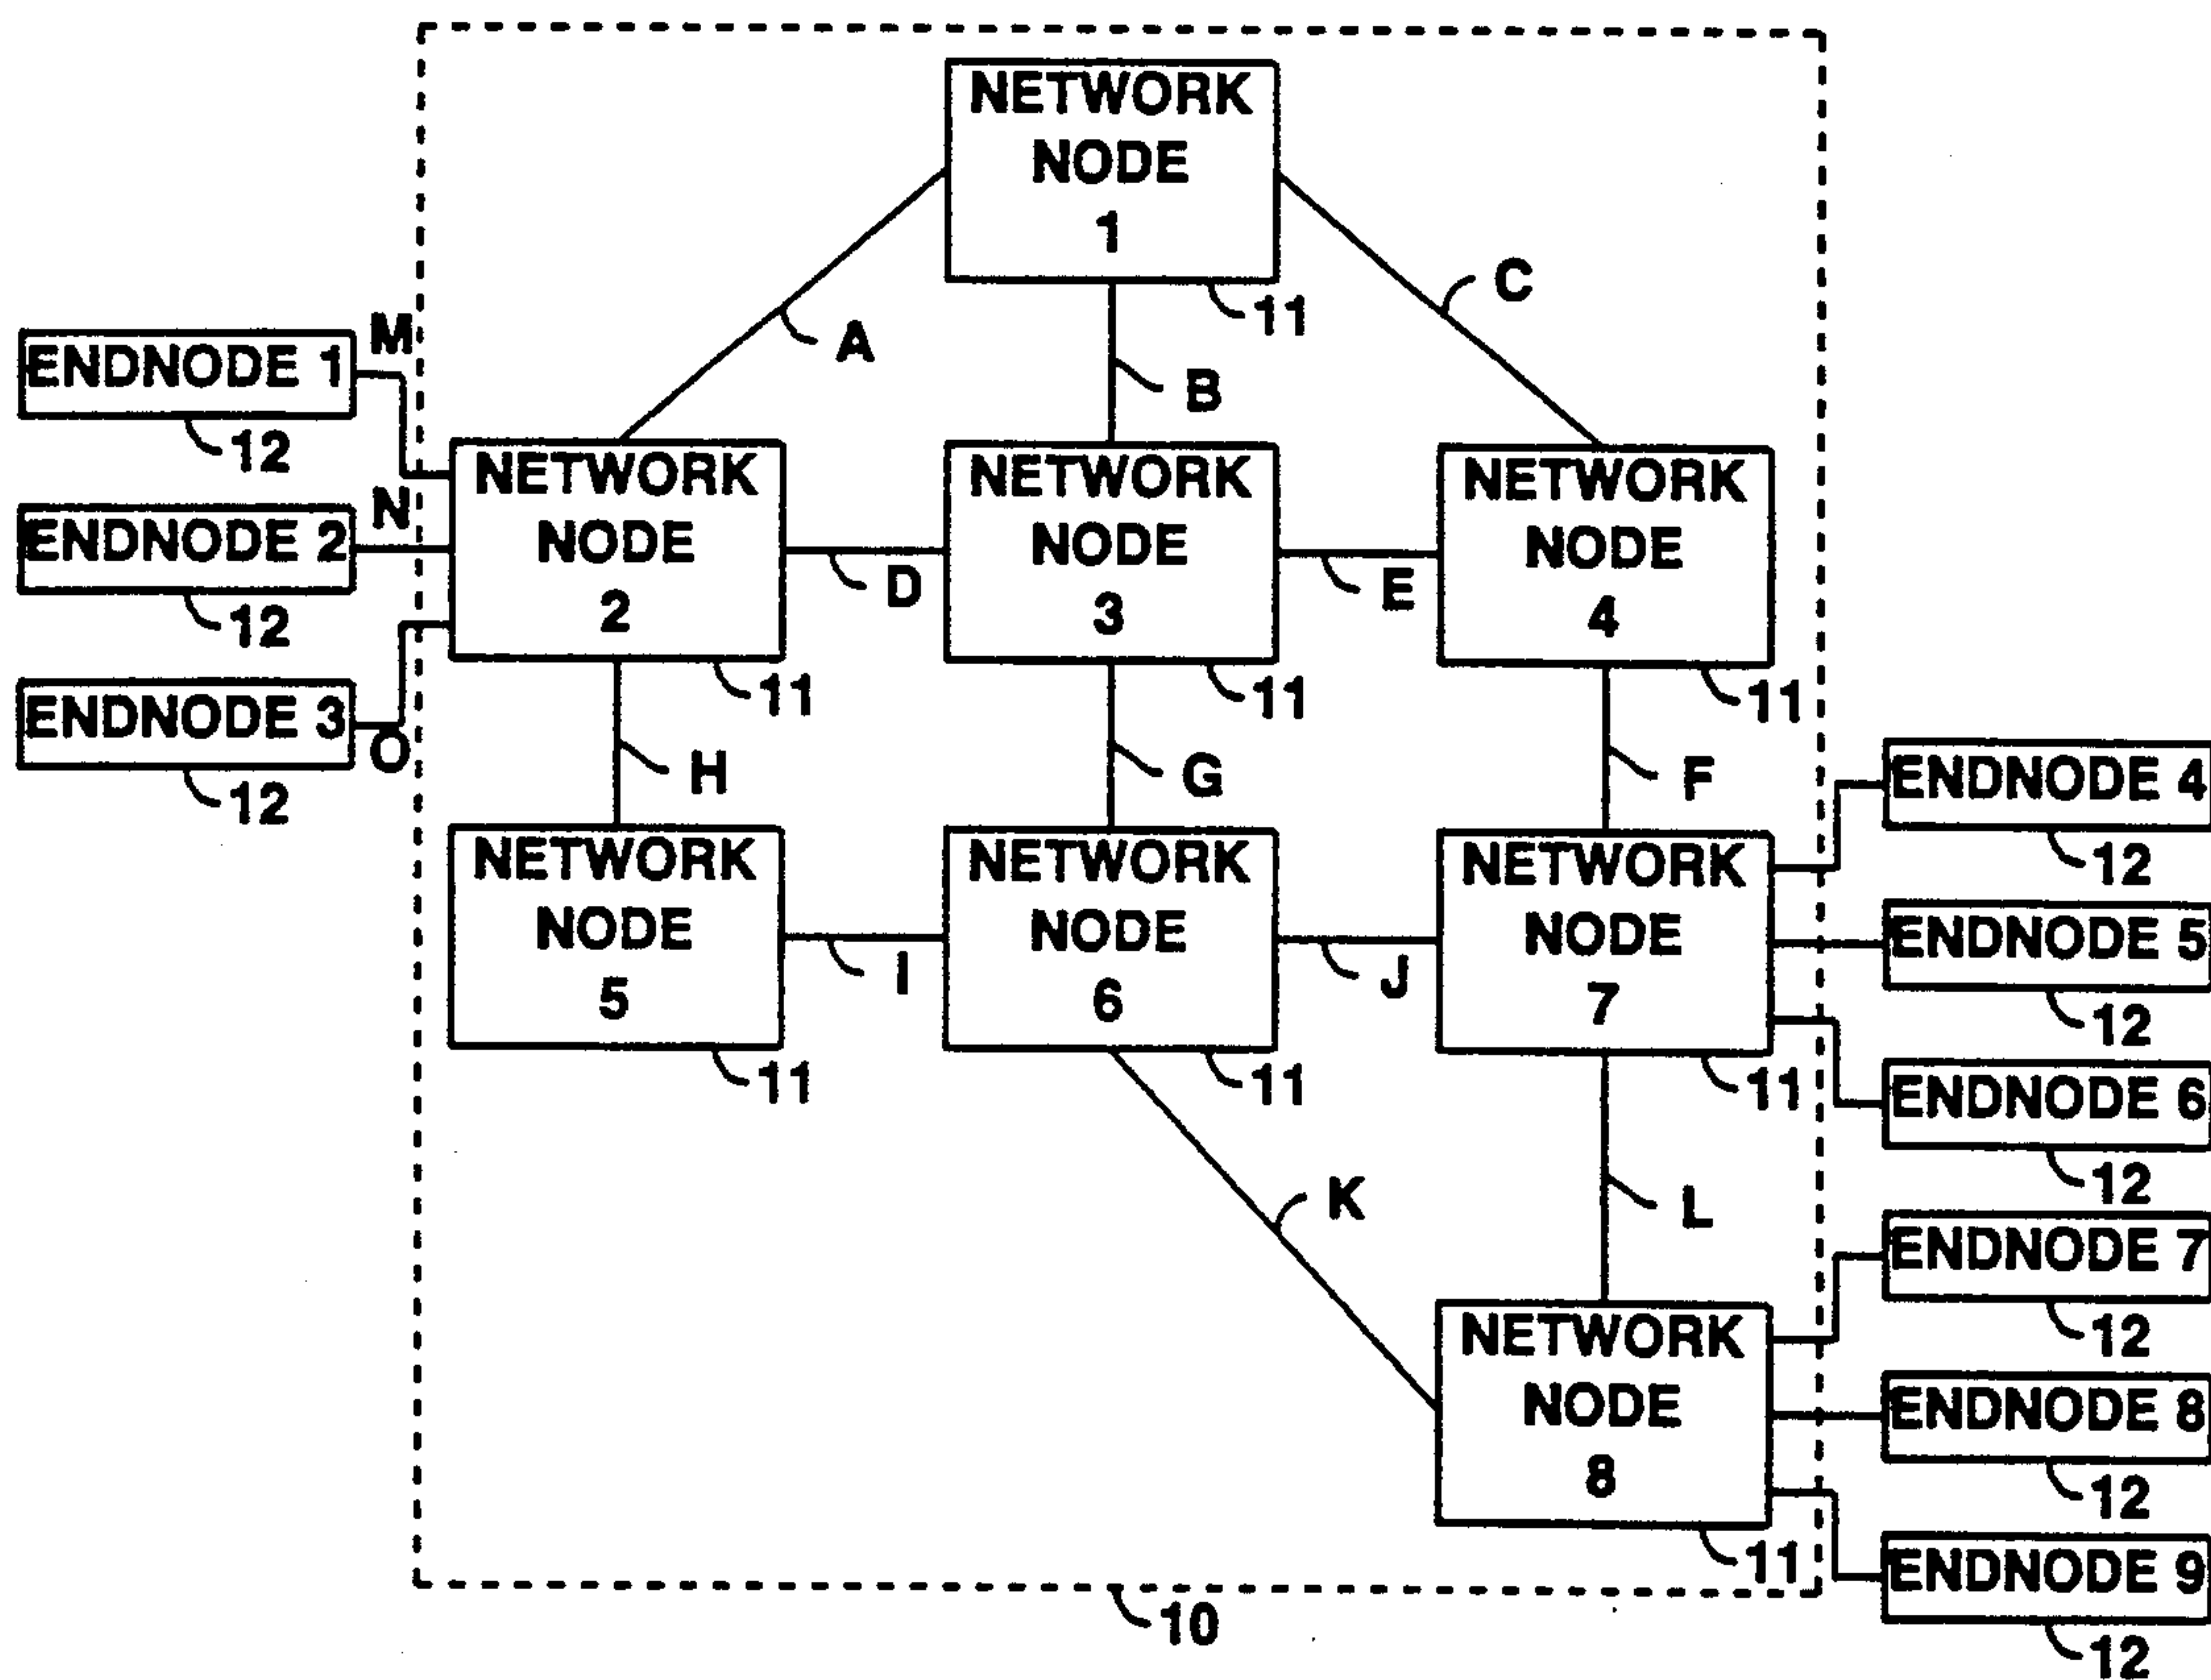 NETWORK
NODE
1
11
A
B
C
M
ENDNODE 1
12
N
ENDNODE 2
12
ENDNODE 3
O
12
NETWORK
NODE
2
11
D
NETWORK
NODE
3
11
E
NETWORK
NODE
4
11
H
G
F
NETWORK
NODE
5
11
I
NETWORK
NODE
6
11
J
NETWORK
NODE
7
11
ENDNODE 4
12
ENDNODE 5
12
ENDNODE 6
12
K
L
NETWORK
NODE
8
11
ENDNODE 7
12
ENDNODE 8
12
ENDNODE 9
12
10